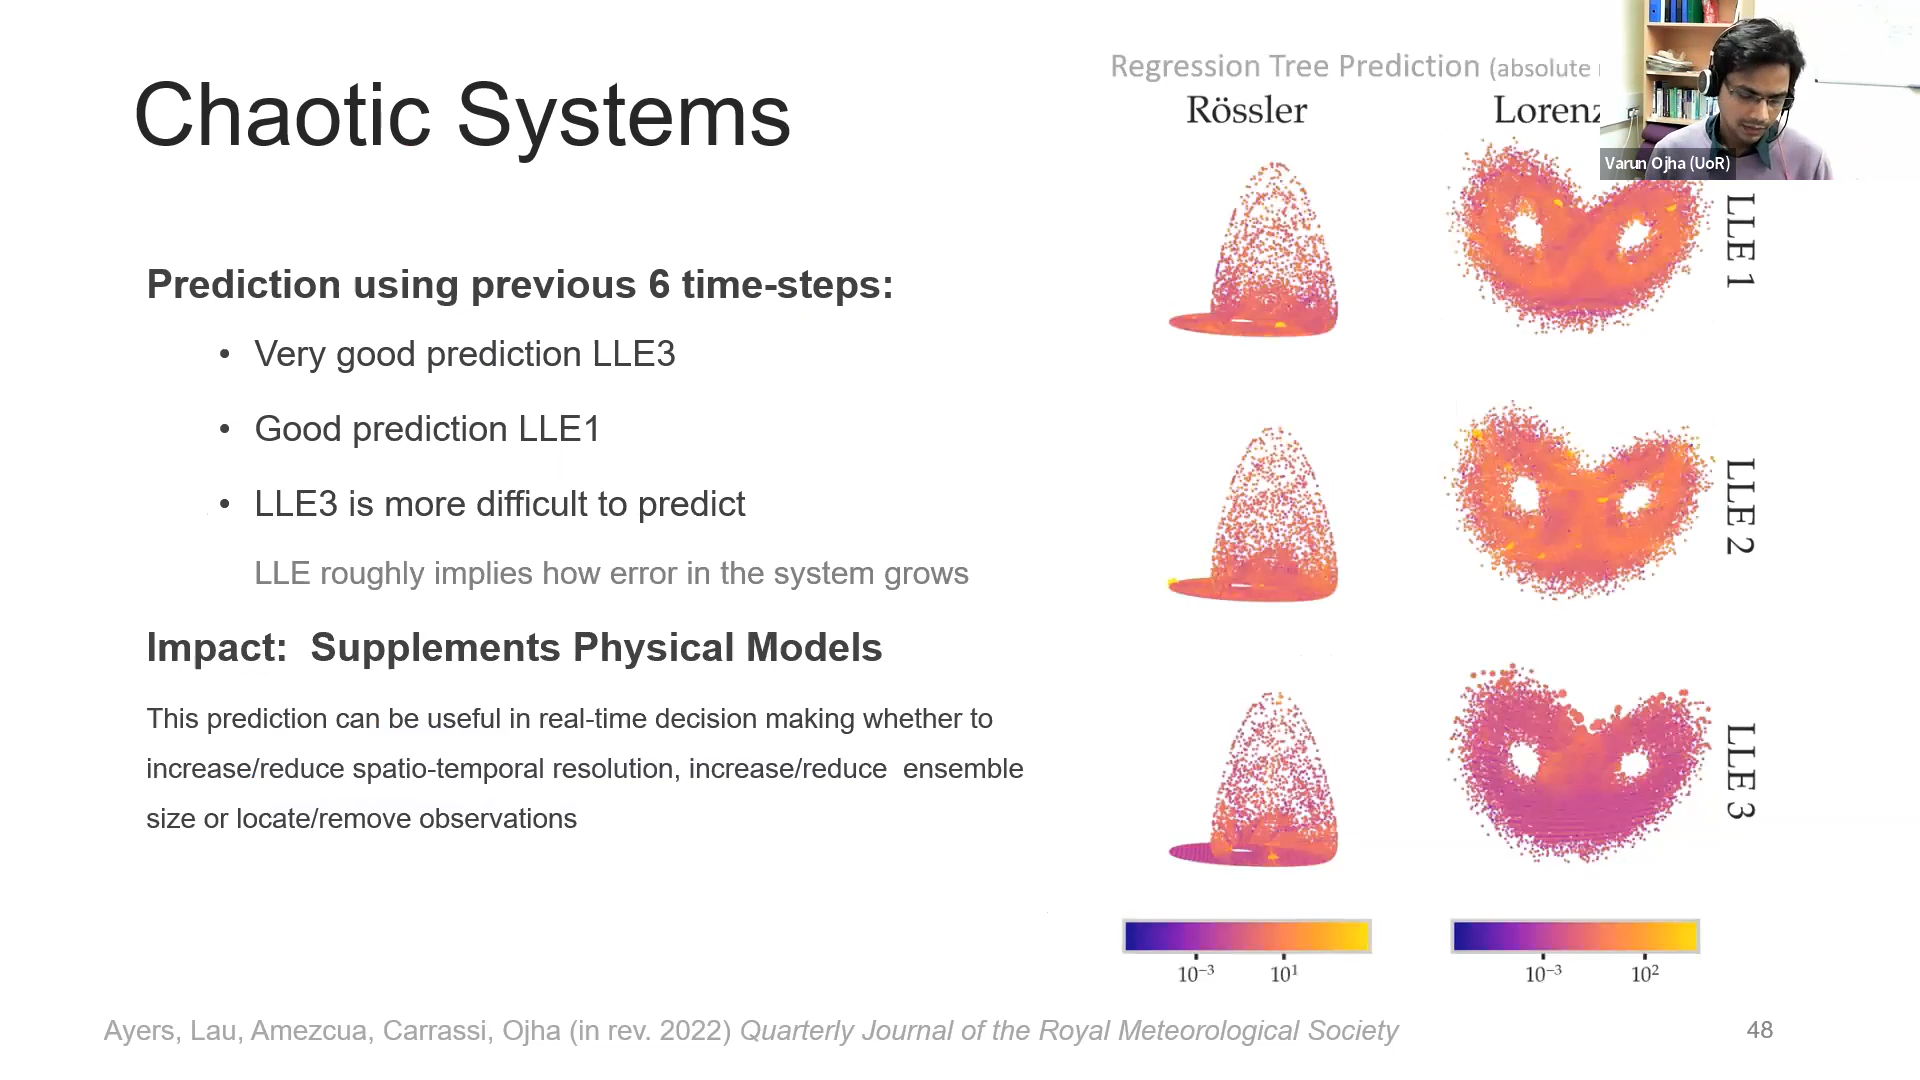 Chaotic Systems
Prediction using previous 6 time-steps:
• Very good prediction LLE3
• Good prediction LLE1
• LLE3 is more difficult to predict
LLE roughly implies how error in the system grows
Impact: Supplements Physical Models
This prediction can be useful in real-time decision making whether to
increase/reduce spatio-temporal resolution, increase/reduce ensemble
size or locate/remove observations
Regression Tree Prediction (absolute
Rössler Lorenz
Varun Ojha (UoR)
LLE 1
LLE 2
LLE 3
10⁻³ 10¹ 10⁻³ 10²
Ayers, Lau, Amezcua, Carrassi, Ojha (in rev. 2022) Quarterly Journal of the Royal Meteorological Society
48